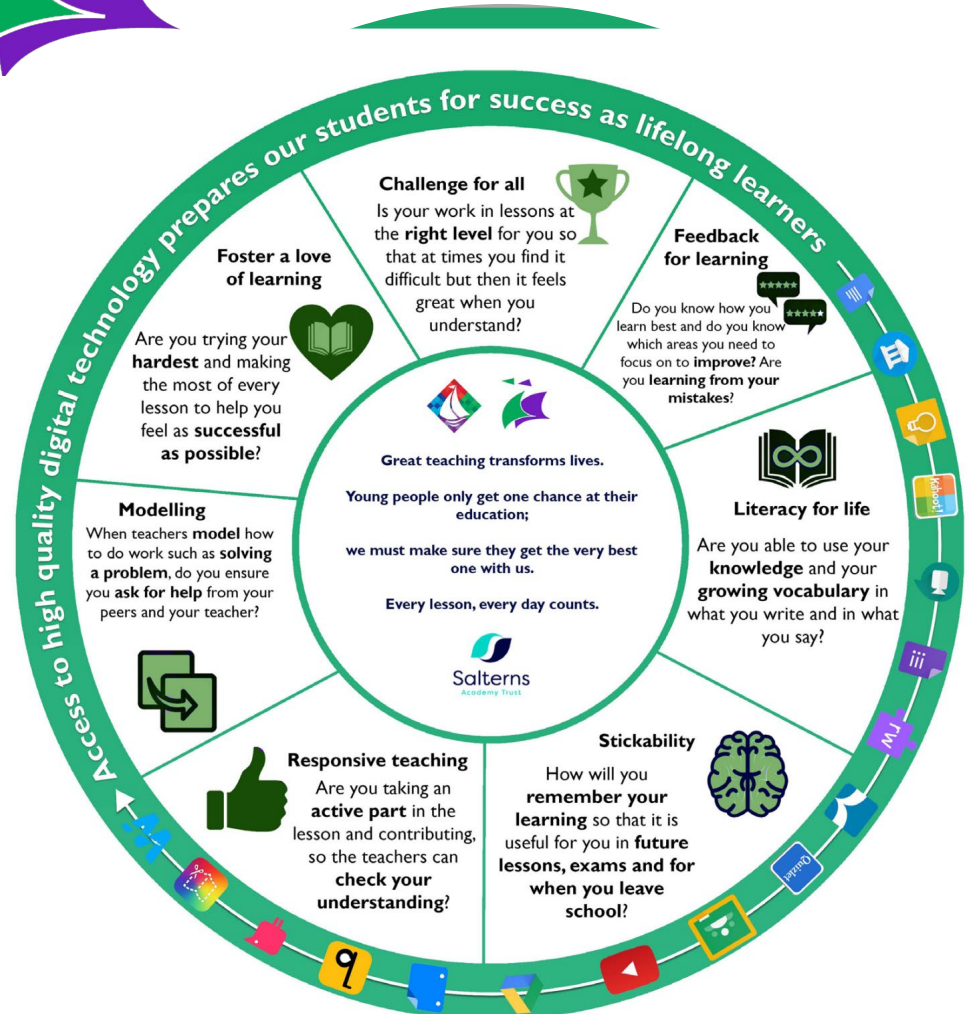 Access to high quality digital technology prepares our students for success as lifelong learners
Challenge for all
Is your work in lessons at
the right level for you so
that at times you find it
difficult but then it feels
great when you
understand?
Feedback
for learning
Do you know how you
learn best and do you know
which areas you need to
focus on to improve? Are
you learning from your
mistakes?
Literacy for life
Are you able to use your
knowledge and your
growing vocabulary in
what you write and in what
you say?
Stickability
How will you
remember your
learning so that it is
useful for you in future
lessons, exams and for
when you leave
school?
Responsive teaching
Are you taking an
active part in the
lesson and contributing,
so the teachers can
check your
understanding?
Modelling
When teachers model how
to do work such as solving
a problem, do you ensure
you ask for help from your
peers and your teacher?
Foster a love
of learning
Are you trying your
hardest and making
the most of every
lesson to help you
feel as successful
as possible?
Great teaching transforms lives.
Young people only get one chance at their
education;
we must make sure they get the very best
one with us.
Every lesson, every day counts.
Salterns
Academy Trust
Kahoot!
rw
Quizlet
q
W